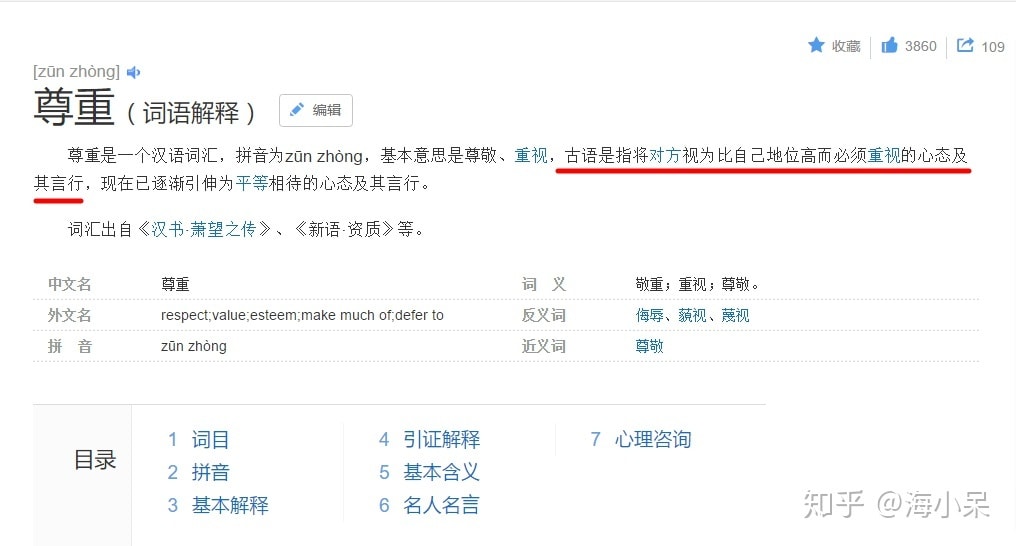 收藏 3860 109
[zūn zhòng]
尊重（词语解释） 编辑
尊重是一个汉语词汇，拼音为zūn zhòng，基本意思是尊敬、重视，古语是指将对方视为比自己地位高而必须重视的心态及
其言行，现在已逐渐引伸为平等相待的心态及其言行。
词汇出自《汉书·萧望之传》、《新语·资质》等。
中文名 尊重 词 义 敬重；重视；尊敬。
外文名 respect;value;esteem;make much of;defer to 反义词 侮辱、藐视、蔑视
拼 音 zūn zhòng 近义词 尊敬
目录
1 词目 4 引证解释 7 心理咨询
2 拼音 5 基本含义
3 基本解释 6 名人名言
知乎 @海小呆